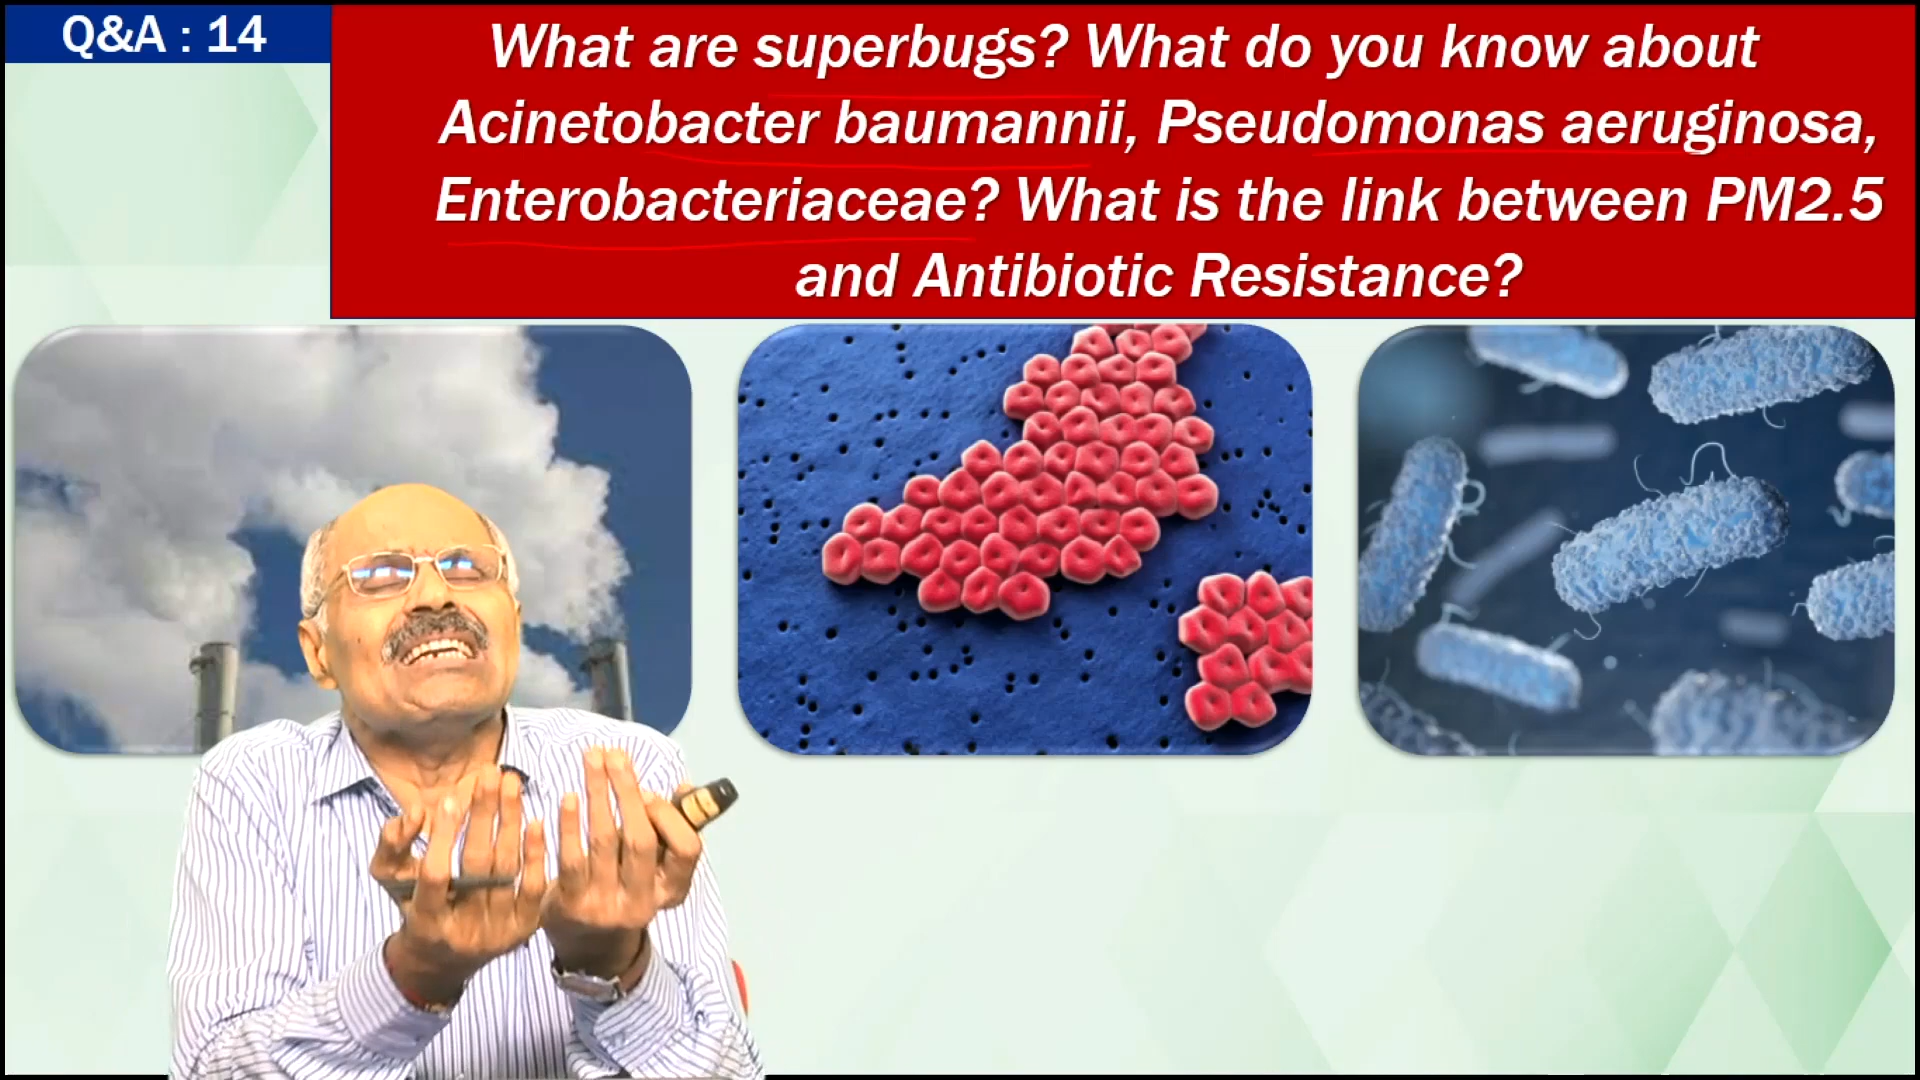 Q&A : 14
What are superbugs? What do you know about
Acinetobacter baumannii, Pseudomonas aeruginosa,
Enterobacteriaceae? What is the link between PM2.5
and Antibiotic Resistance?